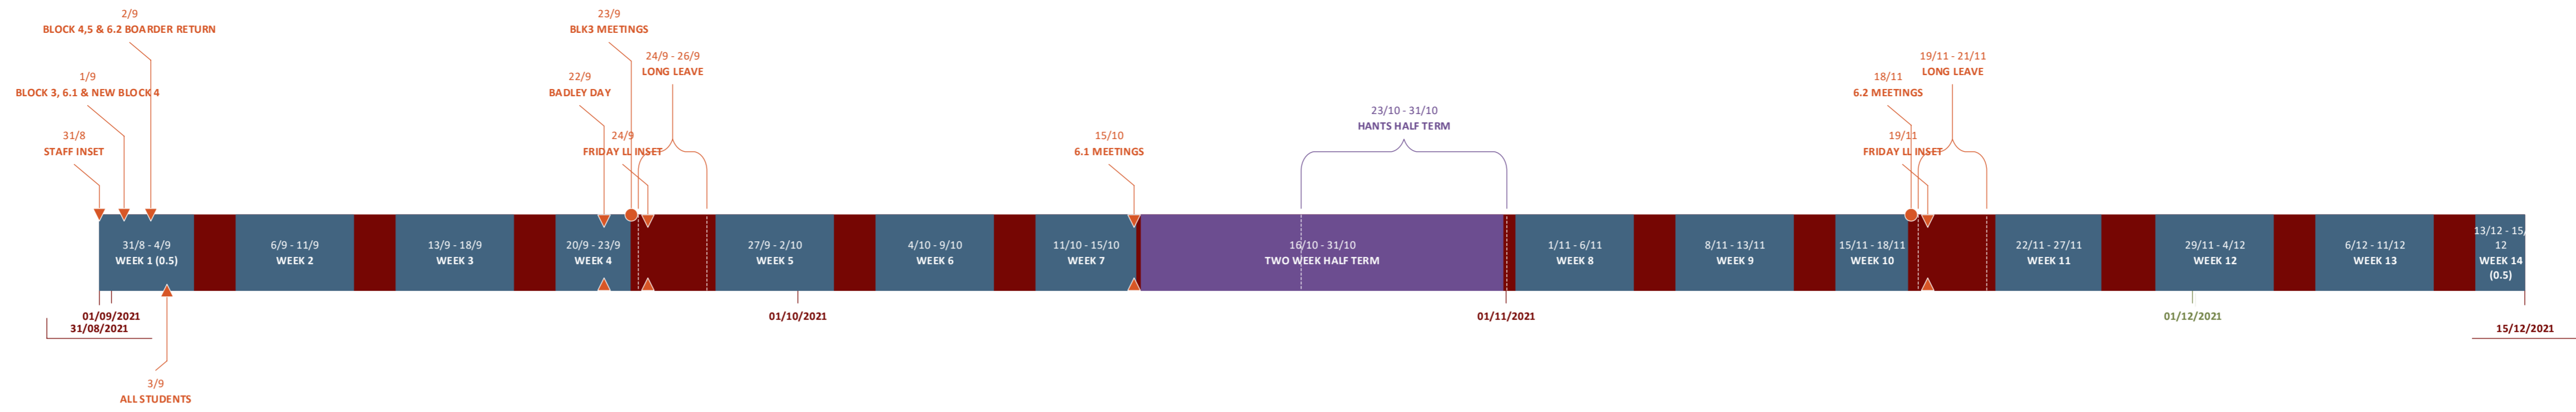 2/9
BLOCK 4,5 & 6.2 BOARDER RETURN
1/9
BLOCK 3, 6.1 & NEW BLOCK 4
31/8
STAFF INSET
23/9
BLK3 MEETINGS
24/9 - 26/9
LONG LEAVE
22/9
BADLEY DAY
24/9
FRIDAY LL INSET
15/10
6.1 MEETINGS
23/10 - 31/10
HANTS HALF TERM
19/11 - 21/11
LONG LEAVE
18/11
6.2 MEETINGS
19/11
FRIDAY LL INSET
31/8 - 4/9
WEEK 1 (0.5)
6/9 - 11/9
WEEK 2
13/9 - 18/9
WEEK 3
20/9 - 23/9
WEEK 4
27/9 - 2/10
WEEK 5
4/10 - 9/10
WEEK 6
11/10 - 15/10
WEEK 7
16/10 - 31/10
TWO WEEK HALF TERM
1/11 - 6/11
WEEK 8
8/11 - 13/11
WEEK 9
15/11 - 18/11
WEEK 10
22/11 - 27/11
WEEK 11
29/11 - 4/12
WEEK 12
6/12 - 11/12
WEEK 13
13/12 - 15/
12
WEEK 14
(0.5)
01/09/2021
31/08/2021
01/10/2021
01/11/2021
01/12/2021
15/12/2021
3/9
ALL STUDENTS